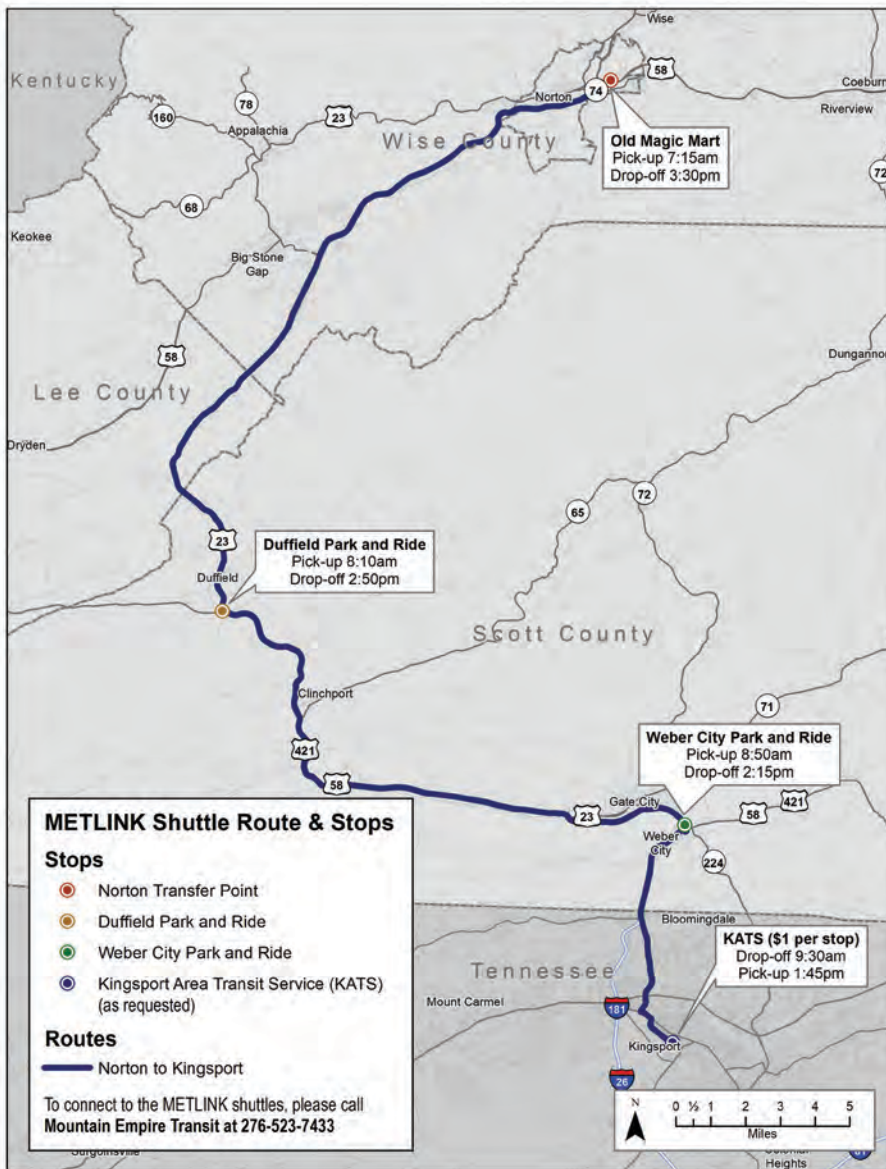 Wise
Kentucky
58
Coeburn
74
Norton
Riverview
78
160
23
Appalachia
Wise County
Old Magic Mart
Pick-up 7:15am
Drop-off 3:30pm
72
68
Keokee
Big Stone
Gap
58
Dungannon
Lee County
Dryden
72
65
23
Duffield Park and Ride
Pick-up 8:10am
Drop-off 2:50pm
Duffield
Scott County
Clinchport
71
421
Weber City Park and Ride
Pick-up 8:50am
Drop-off 2:15pm
58
Gate City
421
58
23
Weber
City
224
METLINK Shuttle Route & Stops
Stops
Norton Transfer Point
Duffield Park and Ride
Weber City Park and Ride
Kingsport Area Transit Service (KATS)
(as requested)
Routes
Norton to Kingsport
To connect to the METLINK shuttles, please call
Mountain Empire Transit at 276-523-7433
Bloomingdale
KATS ($1 per stop)
Drop-off 9:30am
Pick-up 1:45pm
Tennessee
Mount Carmel
181
Kingsport
26
N
0 ½ 1 2 3 4 5
Miles
Surgoinsville
Colonial
Heights
81